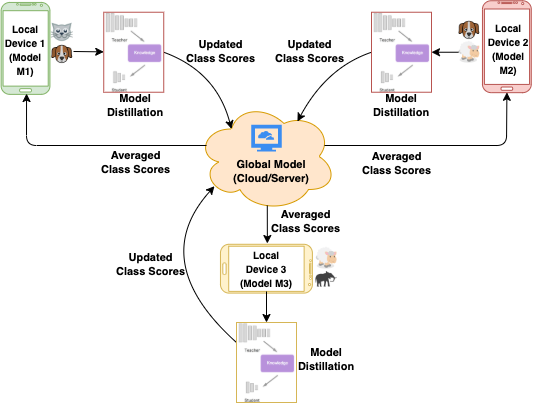 Local
Device 1
(Model
M1)
Teacher
Knowledge
Student
Model
Distillation
Updated
Class Scores
Updated
Class Scores
Teacher
Knowledge
Student
Model
Distillation
Local
Device 2
(Model
M2)
Averaged
Class Scores
Global Model
(Cloud/Server)
Averaged
Class Scores
Averaged
Class Scores
Updated
Class Scores
Local
Device 3
(Model M3)
Teacher
Knowledge
Student
Model
Distillation